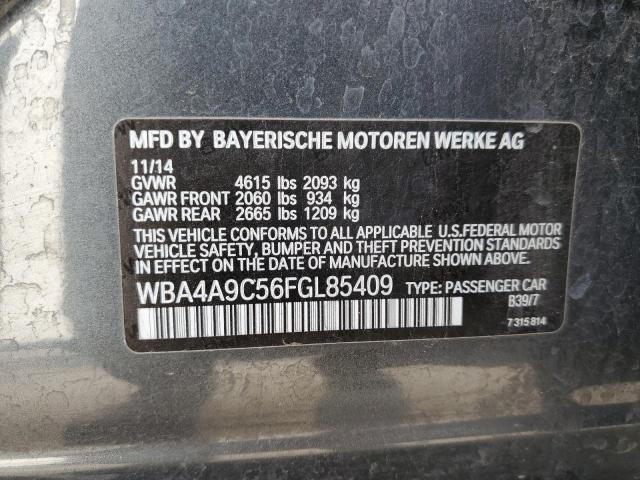 MFD BY BAYERISCHE MOTOREN WERKE AG
11/14
GVWR 4615 lbs 2093 kg
GAWR FRONT 2060 lbs 934 kg
GAWR REAR 2665 lbs 1209 kg
THIS VEHICLE CONFORMS TO ALL APPLICABLE U.S.FEDERAL MOTOR
VEHICLE SAFETY, BUMPER AND THEFT PREVENTION STANDARDS
IN EFFECT ON THE DATE OF MANUFACTURE SHOWN ABOVE.
WBA4A9C56FGL85409 TYPE: PASSENGER CAR
B39/7
7 315 814